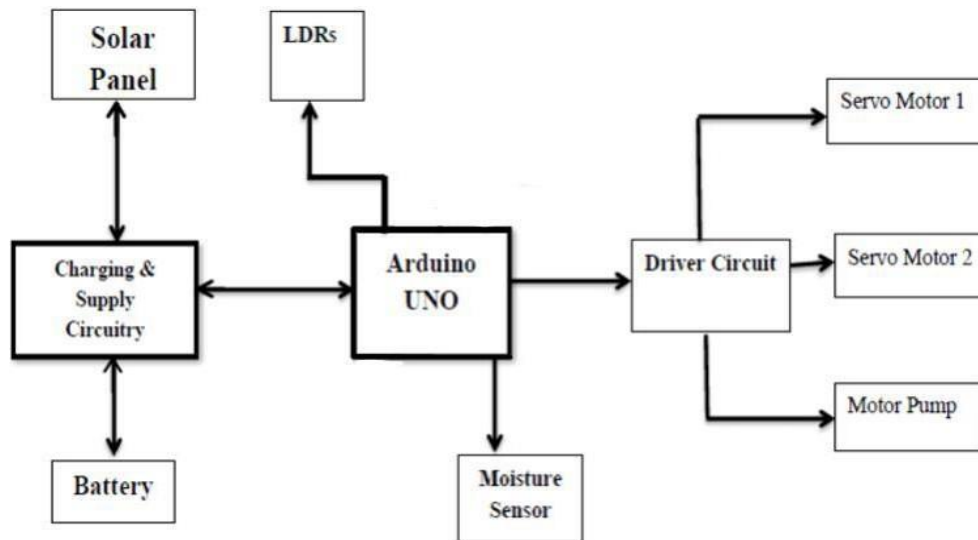 Solar
Panel
LDRs
Servo Motor 1
Charging &
Supply
Circuitry
Arduino
UNO
Driver Circuit
Servo Motor 2
Motor Pump
Battery
Moisture
Sensor